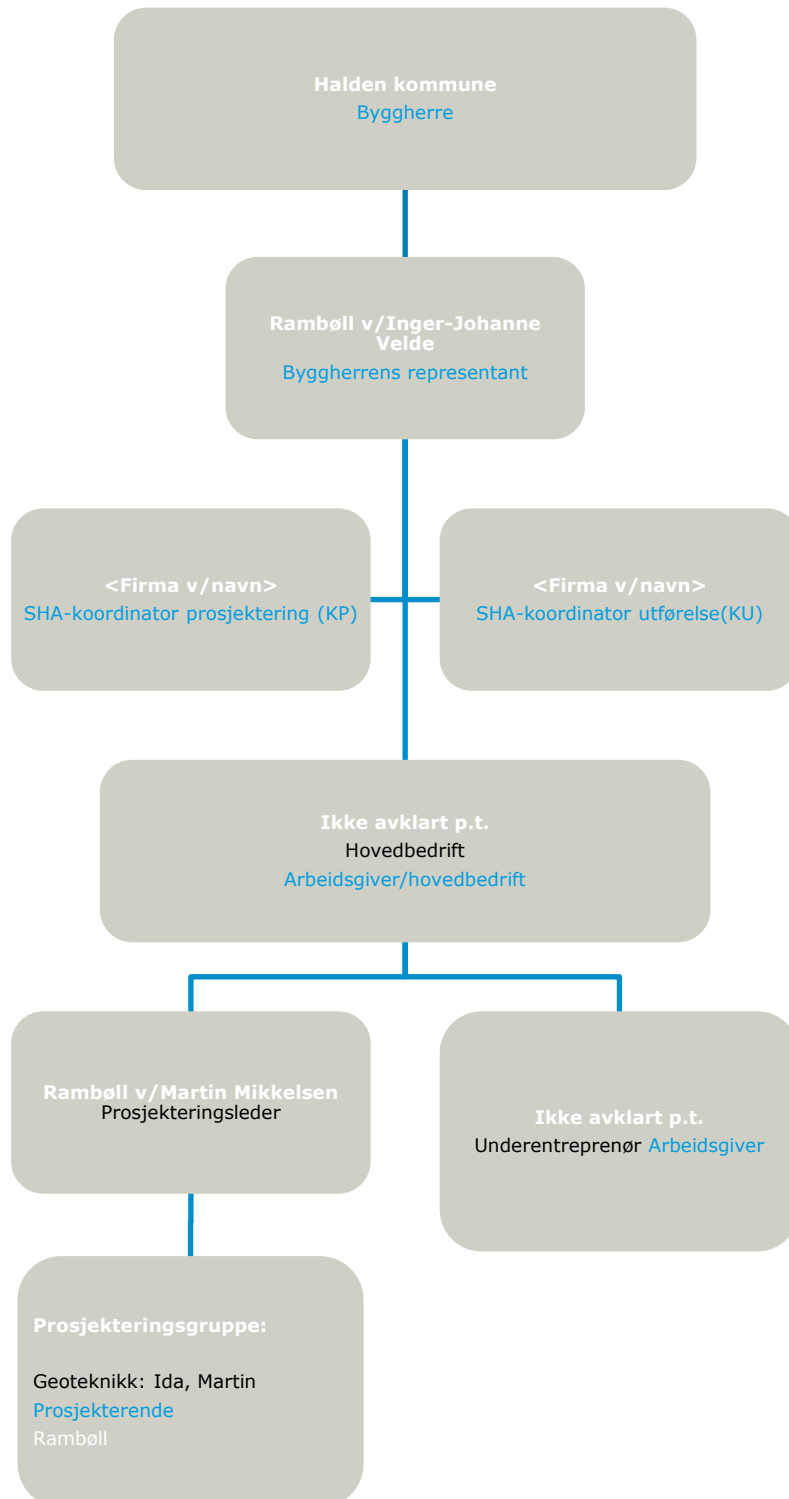 Halden kommune
Byggherre
Rambøll v/Inger-Johanne
Velde
Byggherrens representant
<Firma v/navn>
SHA-koordinator prosjektering (KP)
<Firma v/navn>
SHA-koordinator utførelse(KU)
Ikke avklart p.t.
Hovedbedrift
Arbeidsgiver/hovedbedrift
Rambøll v/Martin Mikkelsen
Prosjekteringsleder
Ikke avklart p.t.
Underentreprenør Arbeidsgiver
Prosjekteringsgruppe:
Geoteknikk: Ida, Martin
Prosjekterende
Rambøll